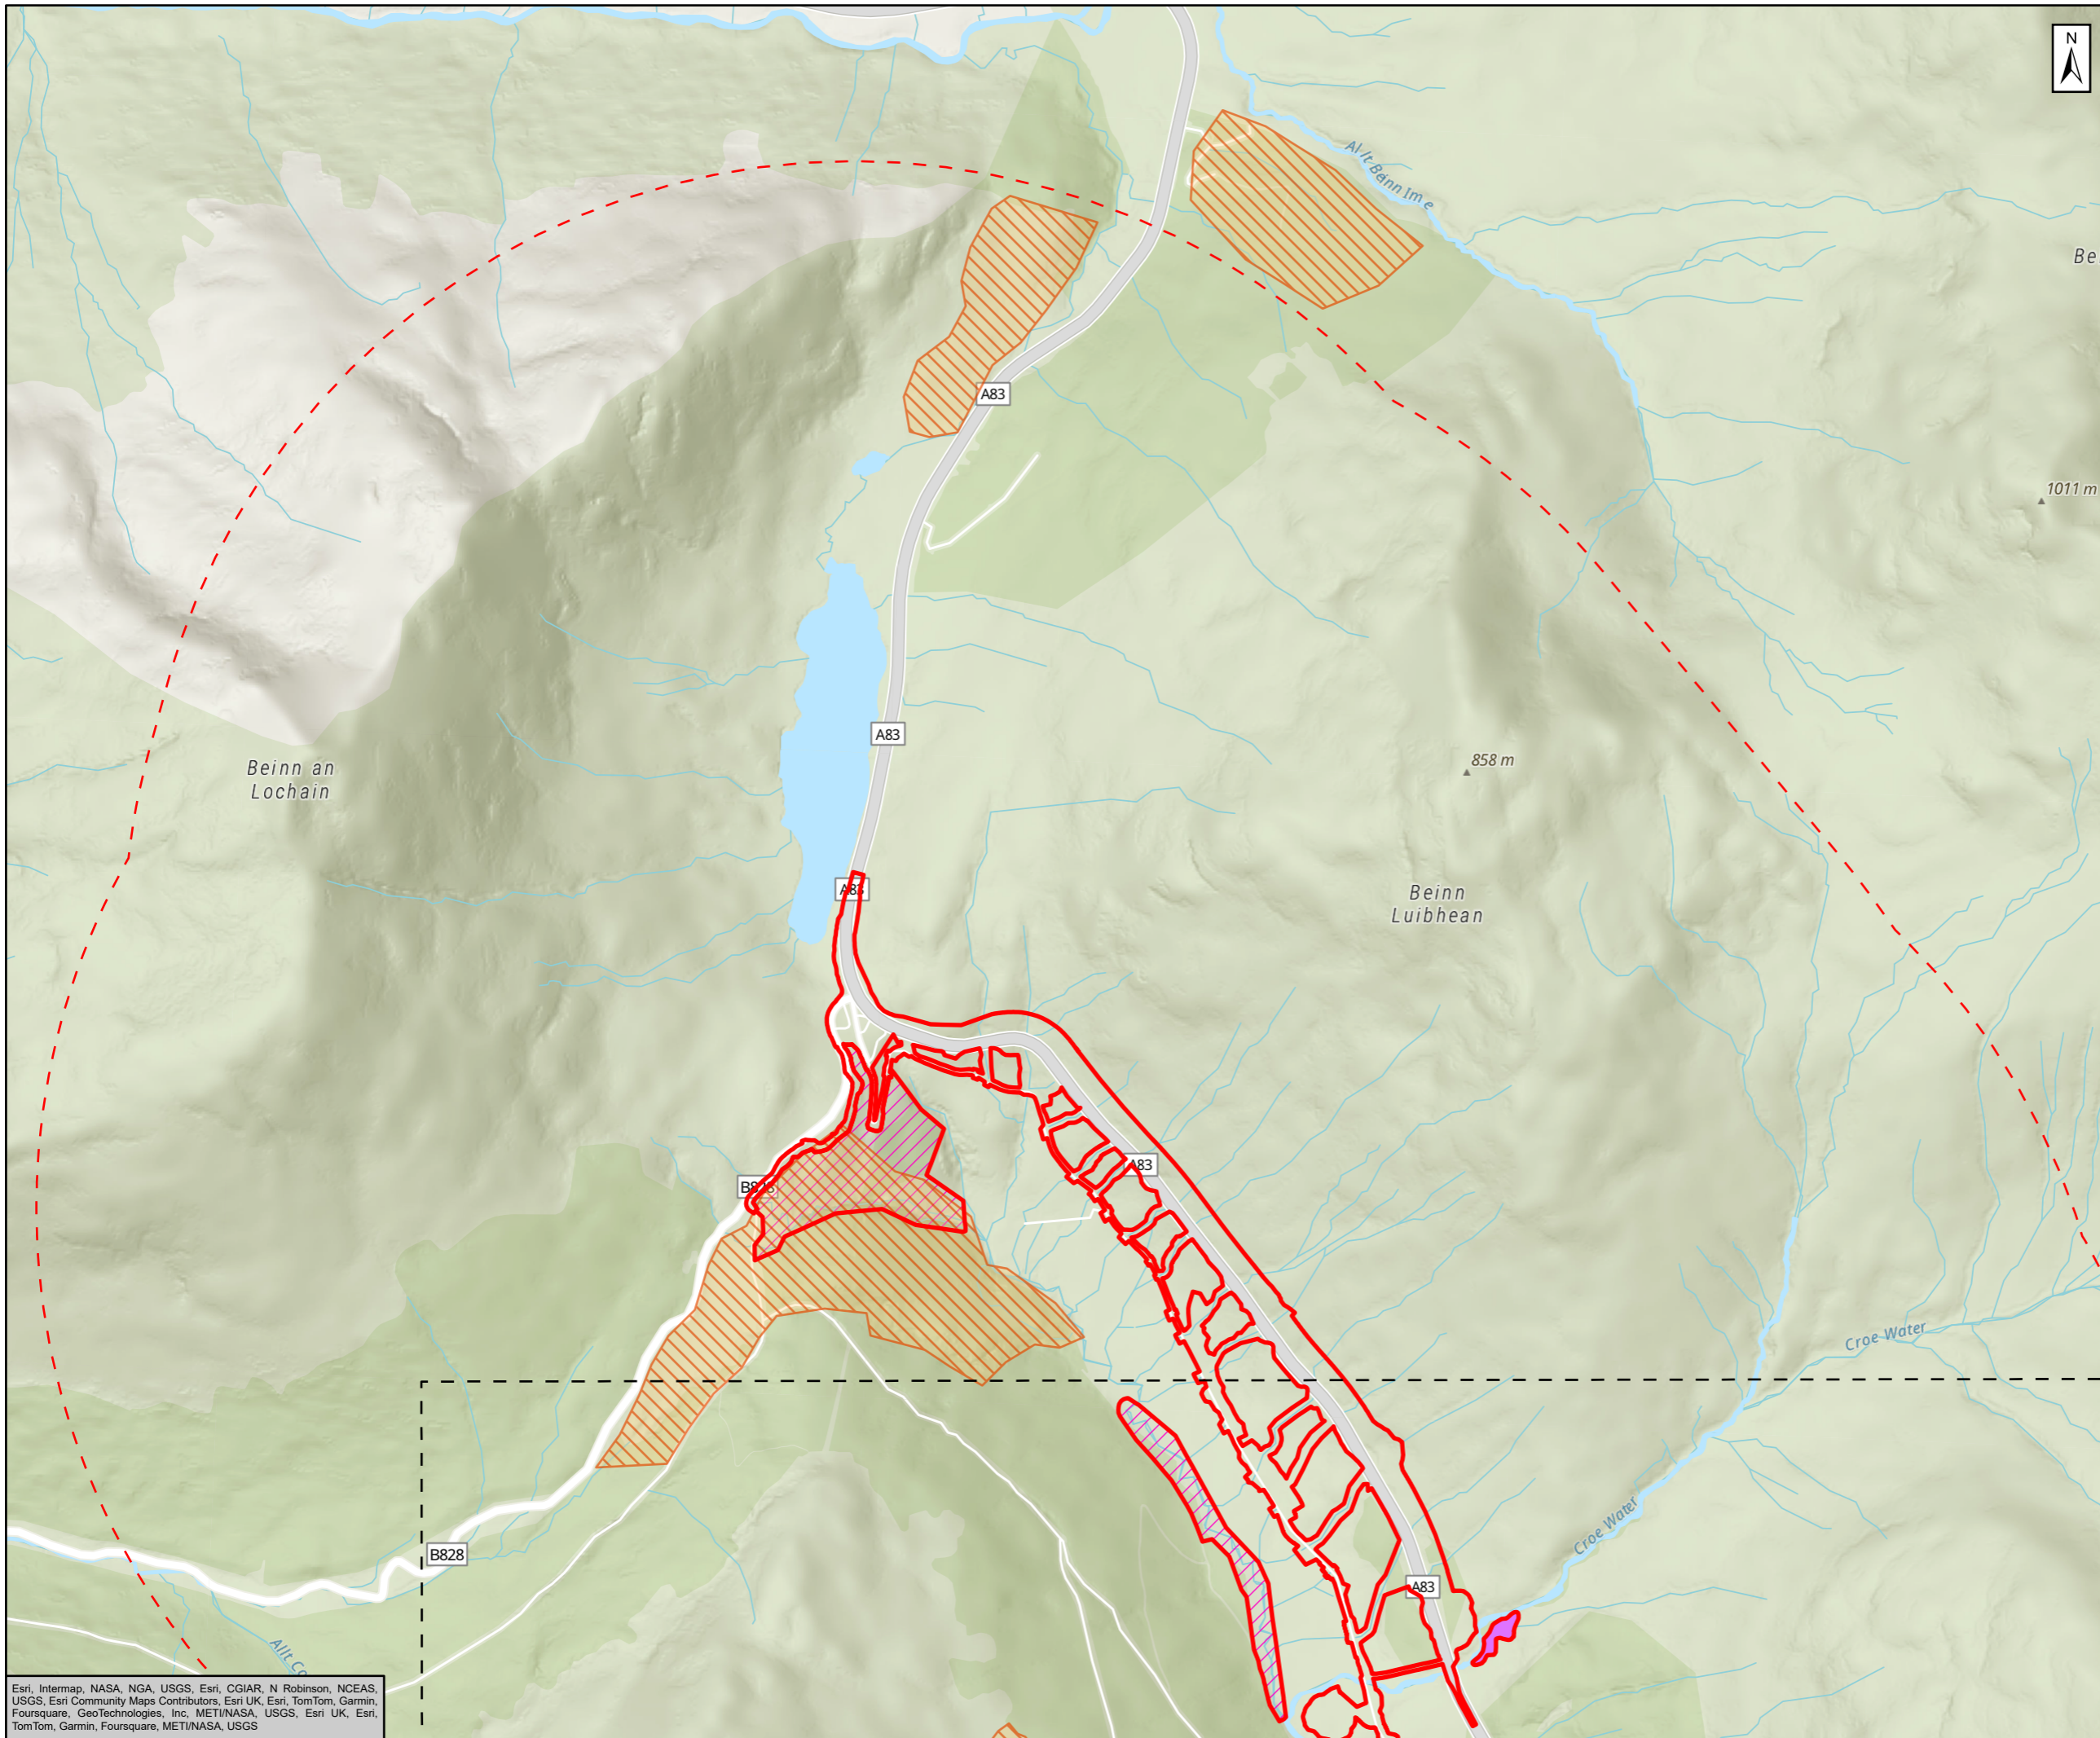 N
Allt Beinn Ime
Be
A83
1011 m
A83
858 m
Beinn an
Lochain
A83
Beinn
Luibhean
A83
B828
Croe Water
Croe Water
B828
A83
Allt Co
Esri, Intermap, NASA, NGA, USGS, Esri, CGIAR, N Robinson, NCEAS,
USGS, Esri Community Maps Contributors, Esri UK, Esri, TomTom, Garmin,
Foursquare, GeoTechnologies, Inc, METI/NASA, USGS, Esri UK, Esri,
TomTom, Garmin, Foursquare, METI/NASA, USGS